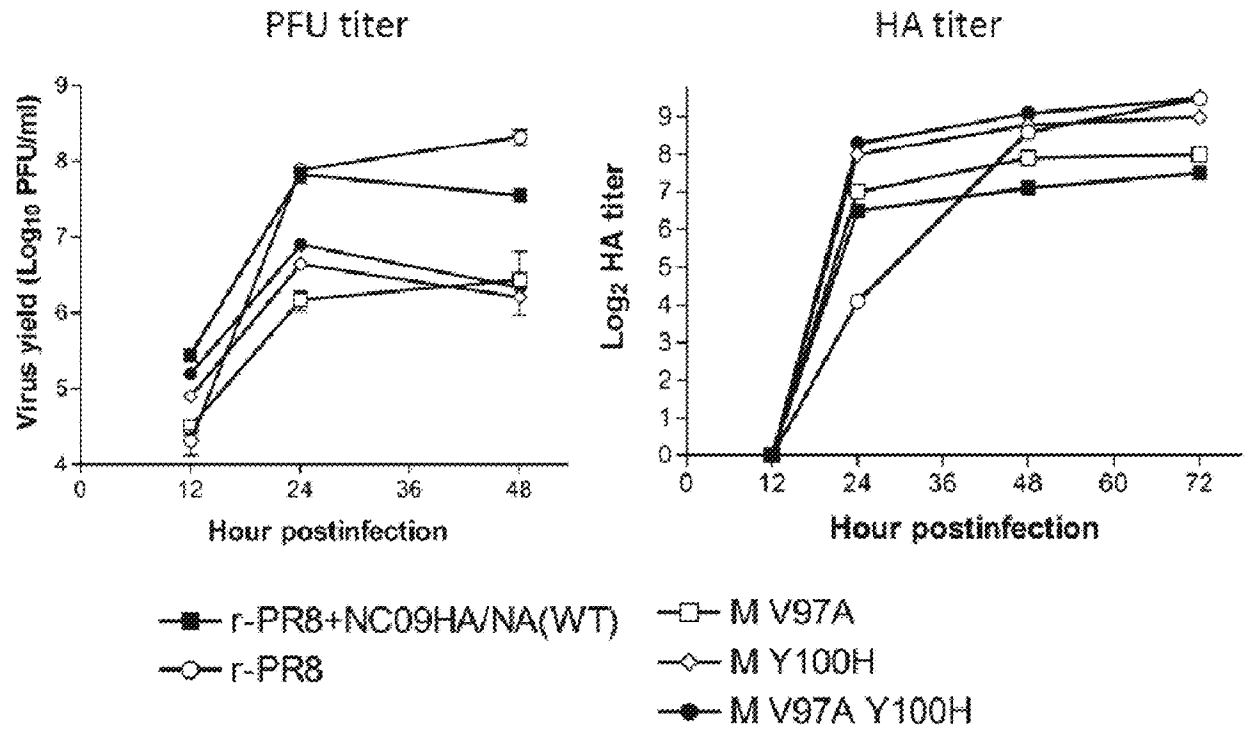 PFU titer
HA titer
Virus yield (Log10 PFU/ml)
9
8
7
6
5
4
0
12
24
36
48
Hour postinfection
Log2 HA titer
9
8
7
6
5
4
3
2
1
0
0
12
24
36
48
60
72
Hour postinfection
r-PR8+NC09HA/NA(WT)
r-PR8
M V97A
M Y100H
M V97A Y100H